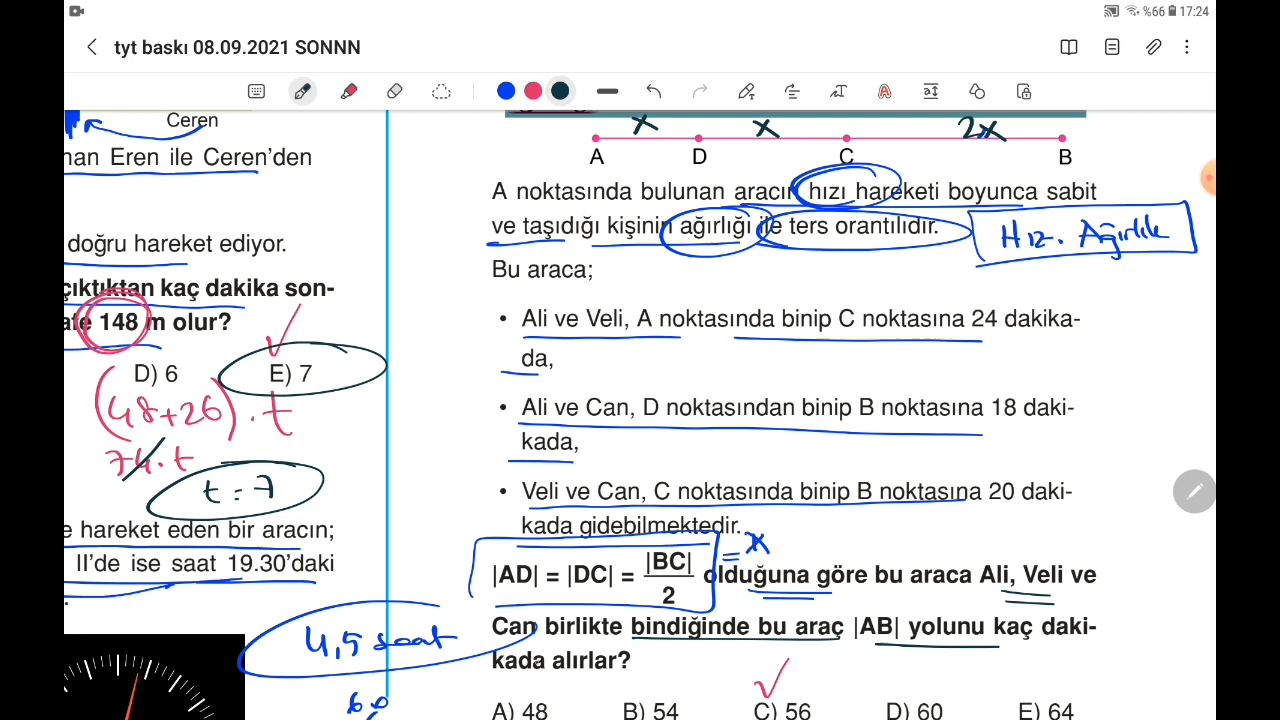 %66 17:24
tyt baskı 08.09.2021 SONNN
Ceren
nan Eren ile Ceren'den
doğru hareket ediyor.
çıktıktan kaç dakika son-
afe 148 m olur?
D) 6 E) 7
(48+26) . t
74 . t
t = 7
e hareket eden bir aracın;
II'de ise saat 19.30'daki
4,5 saat
60
x x 2x
A D C B
A noktasında bulunan aracın hızı hareketi boyunca sabit
ve taşıdığı kişinin ağırlığı ile ters orantılıdır.
Hız. Ağırlık
Bu araca;
• Ali ve Veli, A noktasında binip C noktasına 24 dakika-
da,
• Ali ve Can, D noktasından binip B noktasına 18 daki-
kada,
• Veli ve Can, C noktasında binip B noktasına 20 daki-
kada gidebilmektedir.
|AD| = |DC| = |BC|/2 = x olduğuna göre bu araca Ali, Veli ve
Can birlikte bindiğinde bu araç |AB| yolunu kaç daki-
kada alırlar?
A) 48 B) 54 C) 56 D) 60 E) 64